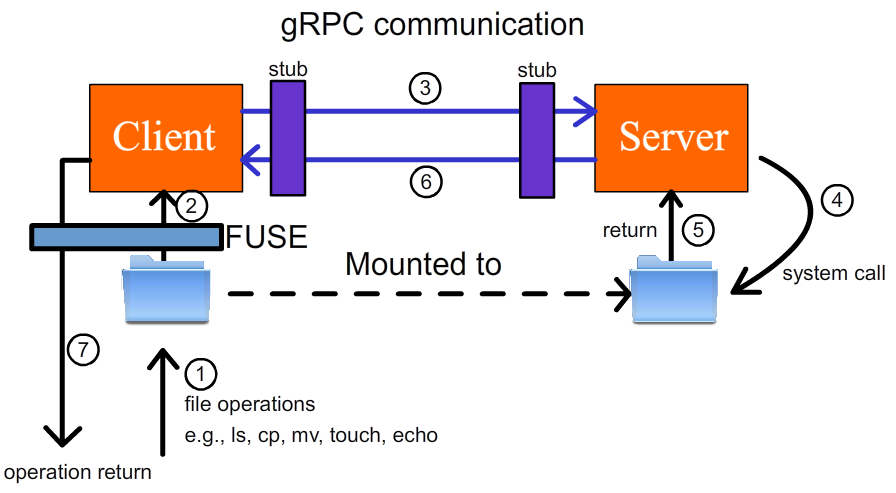 gRPC communication
stub
stub
3
Client
Server
6
2
4
FUSE
return
5
Mounted to
system call
7
1
file operations
e.g., ls, cp, mv, touch, echo
operation return